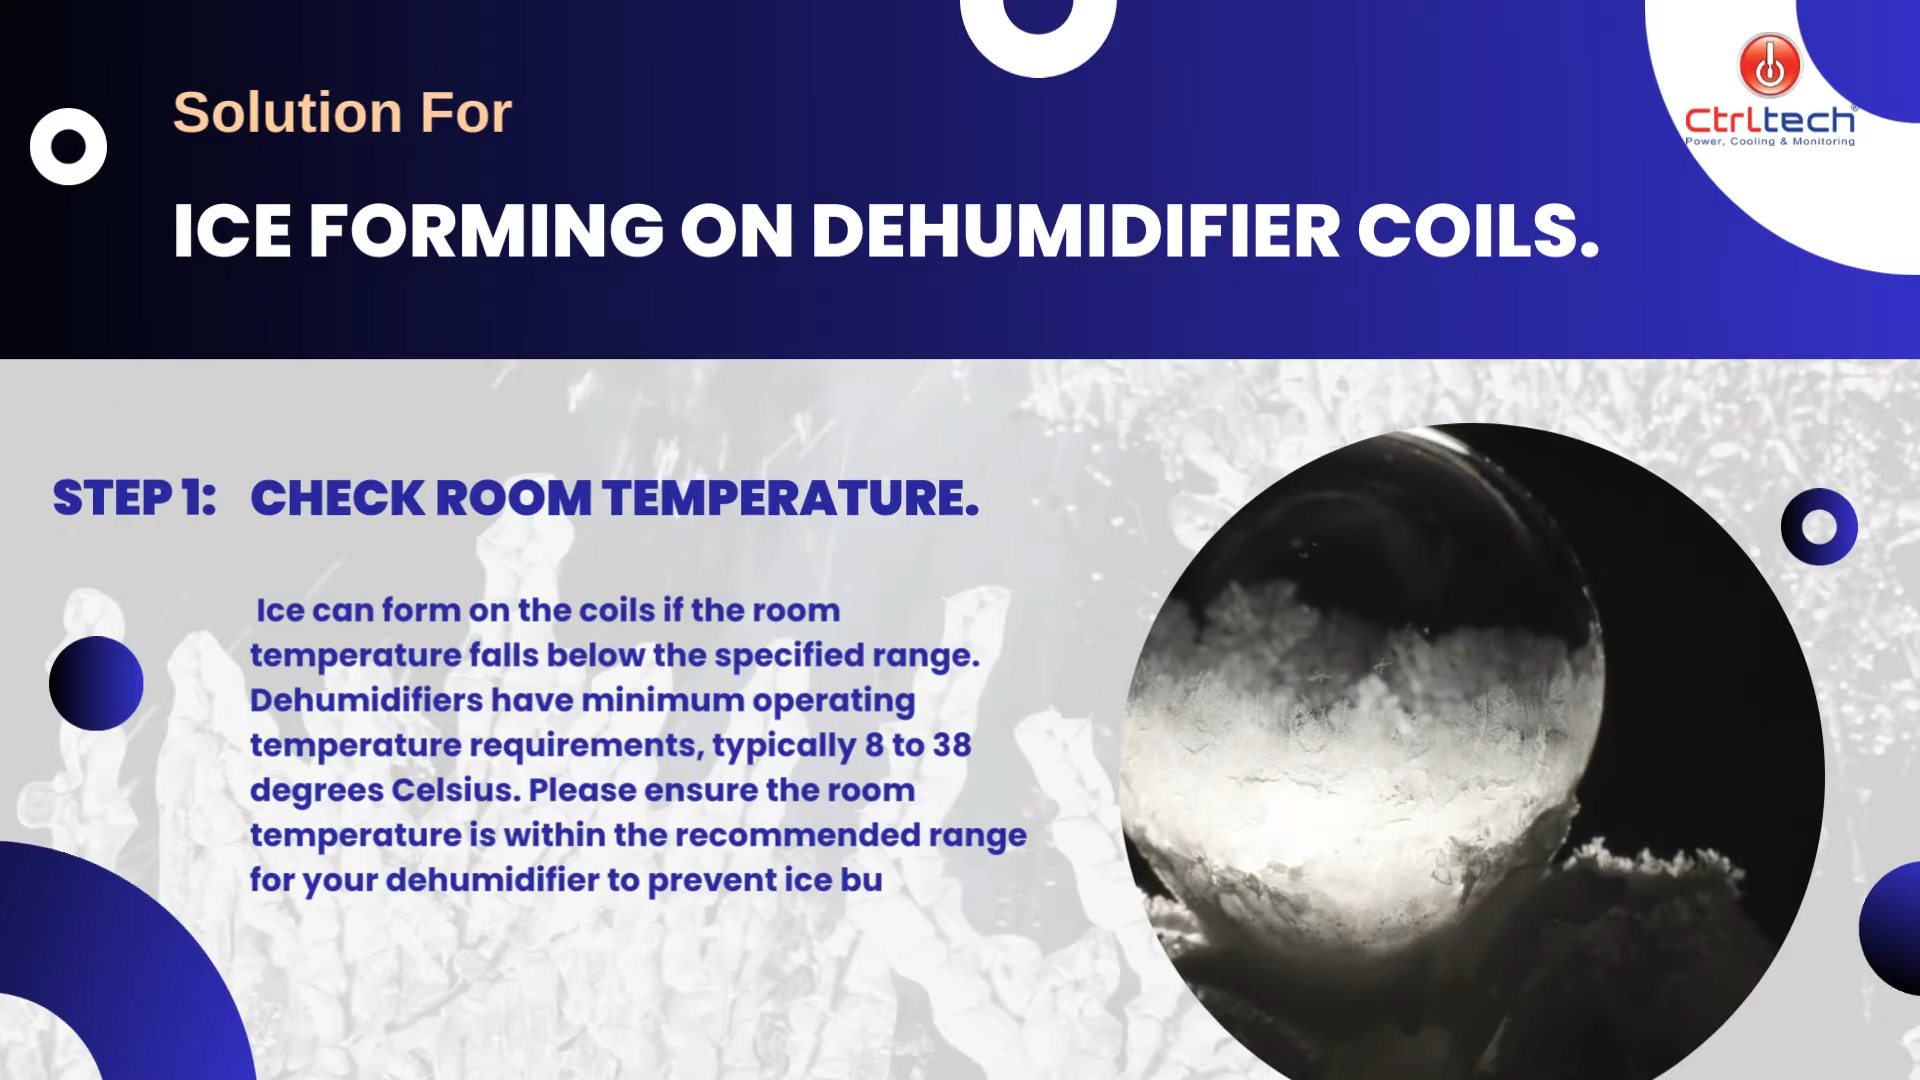 Solution For
ICE FORMING ON DEHUMIDIFIER COILS.
Ctrltech®
Power, Cooling & Monitoring
STEP 1: CHECK ROOM TEMPERATURE.
Ice can form on the coils if the room
temperature falls below the specified range.
Dehumidifiers have minimum operating
temperature requirements, typically 8 to 38
degrees Celsius. Please ensure the room
temperature is within the recommended range
for your dehumidifier to prevent ice bu